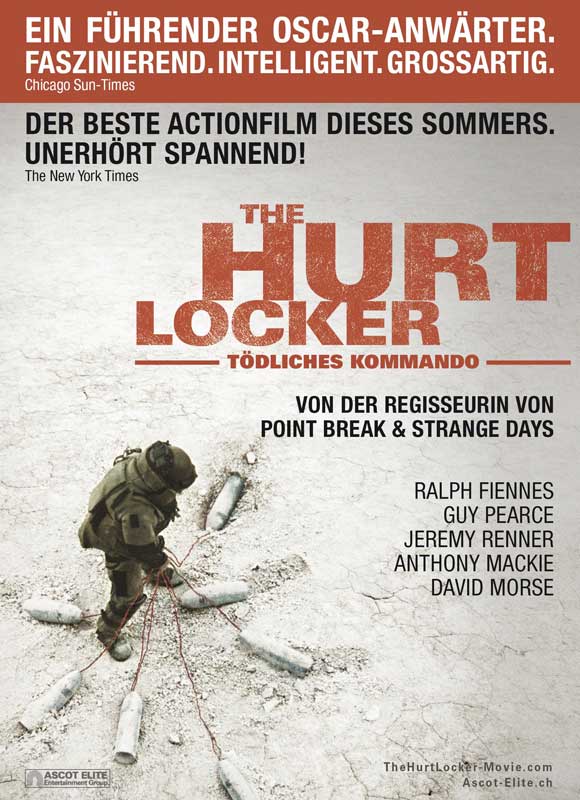 EIN FÜHRENDER OSCAR-ANWÄRTER.
FASZINIEREND. INTELLIGENT. GROSSARTIG.
Chicago Sun-Times
DER BESTE ACTIONFILM DIESES SOMMERS.
UNERHÖRT SPANNEND!
The New York Times
THE
HURT
LOCKER
TÖDLICHES KOMMANDO
VON DER REGISSEURIN VON
POINT BREAK & STRANGE DAYS
RALPH FIENNES
GUY PEARCE
JEREMY RENNER
ANTHONY MACKIE
DAVID MORSE
ASCOT ELITE
Entertainment Group
TheHurtLocker-Movie.com
Ascot-Elite.ch